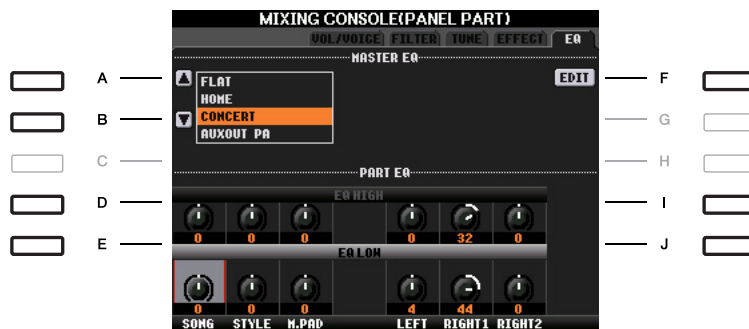 MIXING CONSOLE(PANEL PART)
VOL/VOICE FILTER TUNE EFFECT EQ
MASTER EQ
A FLAT EDIT F
HOME
B CONCERT G
AUXOUT PA
C H
PART EQ
D EQ HIGH I
0 0 0 0 32 0
E EQ LOW J
0 0 0 4 44 0
SONG STYLE M.PAD LEFT RIGHT1 RIGHT2